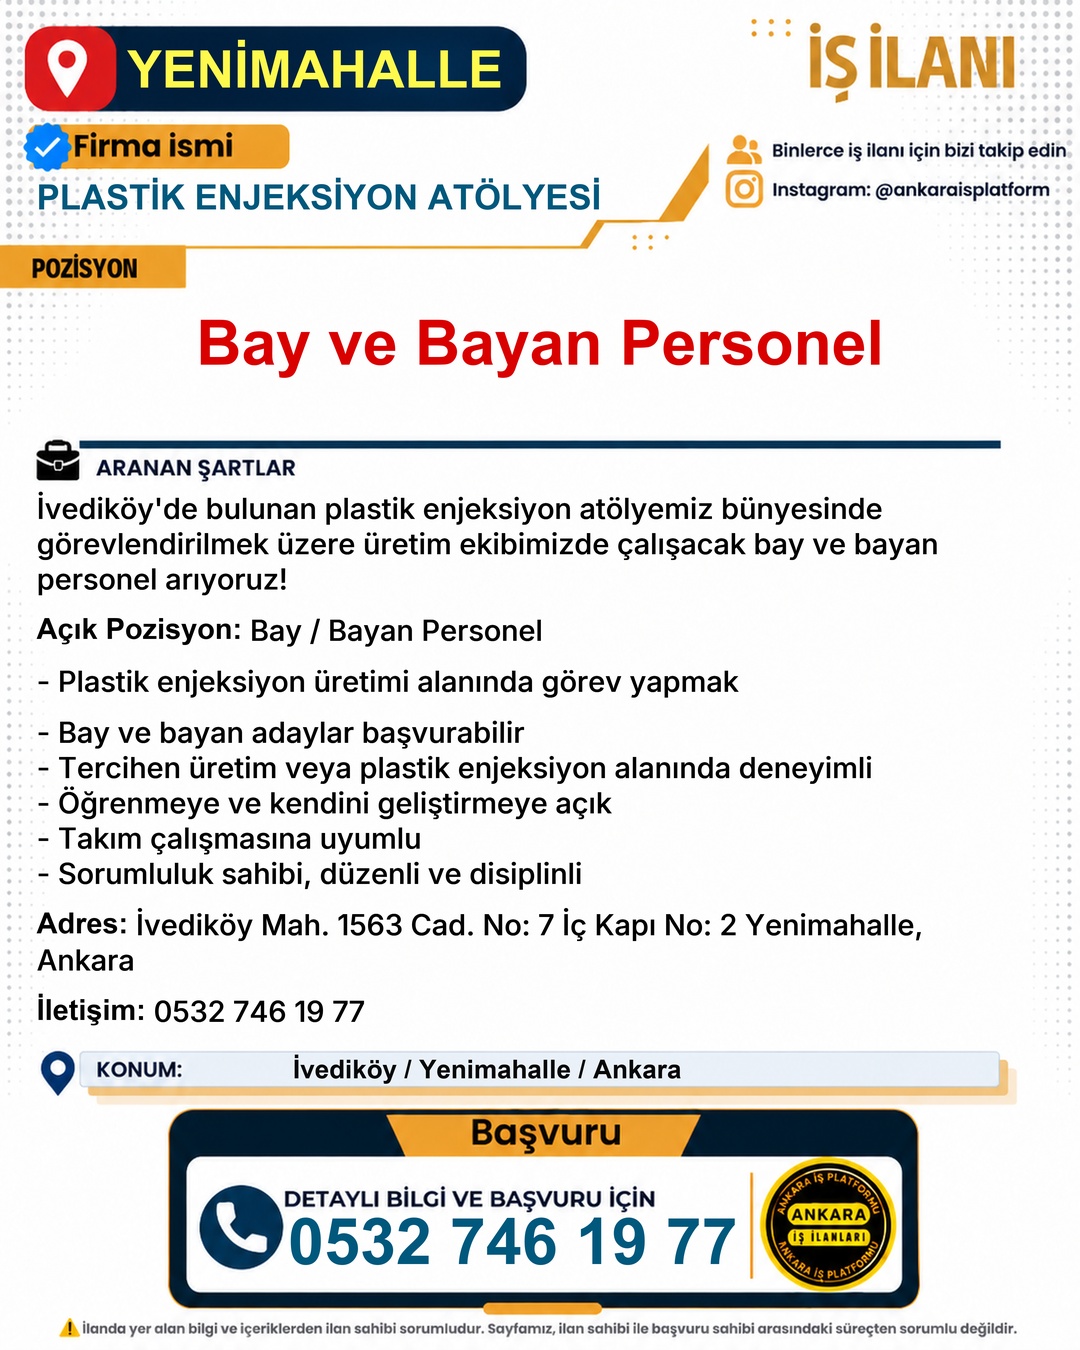 YENİMAHALLE
İŞ İLANI
Firma ismi
PLASTİK ENJEKSİYON ATÖLYESİ
Binlerce iş ilanı için bizi takip edin
Instagram: @ankaraisplatform
POZİSYON
Bay ve Bayan Personel
ARANAN ŞARTLAR
İvediköy'de bulunan plastik enjeksiyon atölyemiz bünyesinde
görevlendirilmek üzere üretim ekibimizde çalışacak bay ve bayan
personel arıyoruz!
Açık Pozisyon: Bay / Bayan Personel
- Plastik enjeksiyon üretimi alanında görev yapmak
- Bay ve bayan adaylar başvurabilir
- Tercihen üretim veya plastik enjeksiyon alanında deneyimli
- Öğrenmeye ve kendini geliştirmeye açık
- Takım çalışmasına uyumlu
- Sorumluluk sahibi, düzenli ve disiplinli
Adres: İvediköy Mah. 1563 Cad. No: 7 İç Kapı No: 2 Yenimahalle,
Ankara
İletişim: 0532 746 19 77
KONUM: İvediköy / Yenimahalle / Ankara
Başvuru
DETAYLI BİLGİ VE BAŞVURU İÇİN
0532 746 19 77
ANKARA İŞ PLATFORMU
ANKARA
İŞ İLANLARI
ANKARA İŞ PLATFORMU
İlanda yer alan bilgi ve içeriklerden ilan sahibi sorumludur. Sayfamız, ilan sahibi ile başvuru sahibi arasındaki süreçten sorumlu değildir.